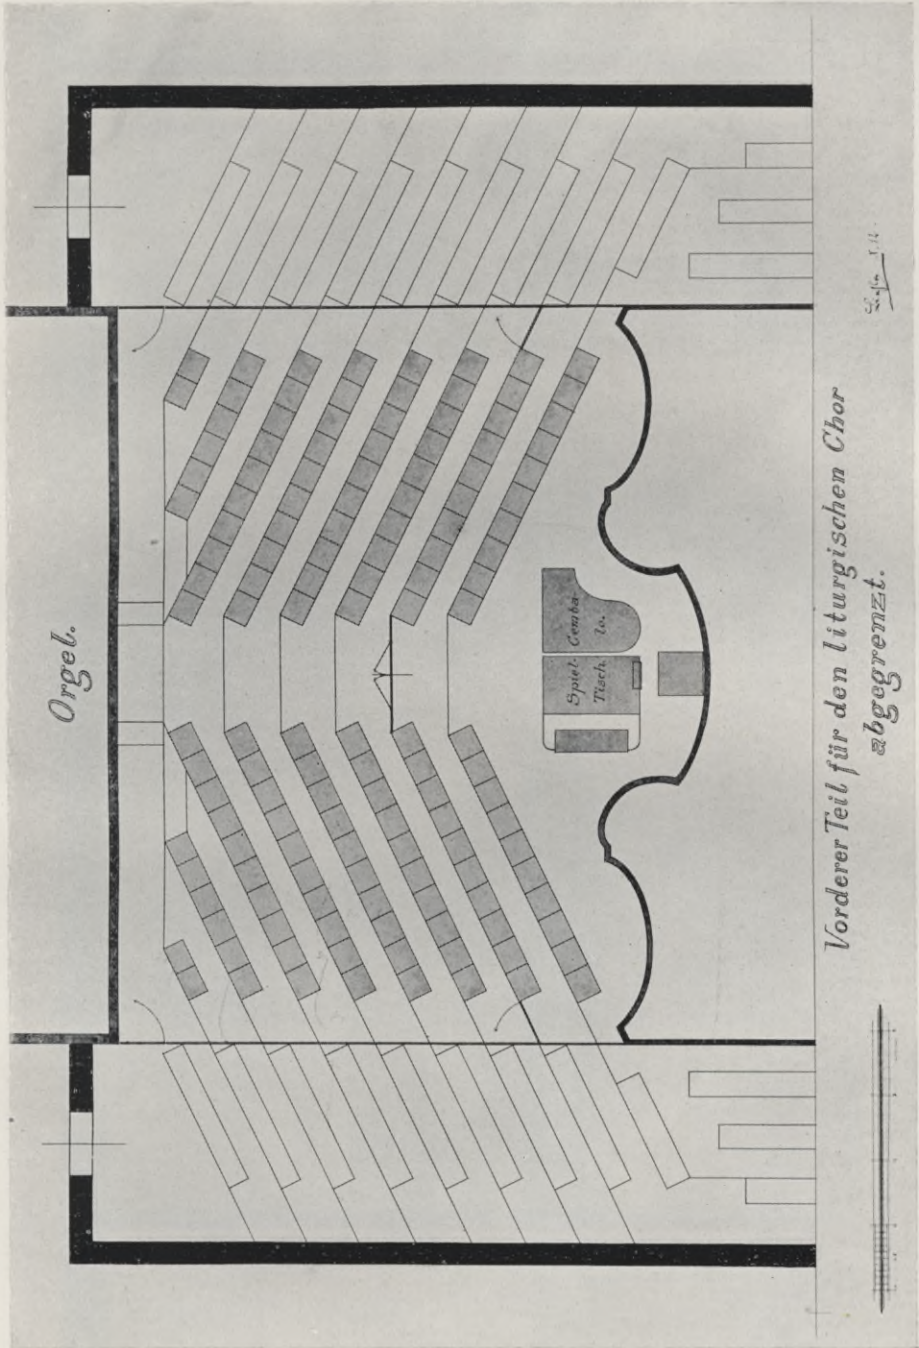 Orgel.
Cemba-
lo.
Spiel-
Tisch.
Vorderer Teil für den liturgischen Chor
abgegrenzt.